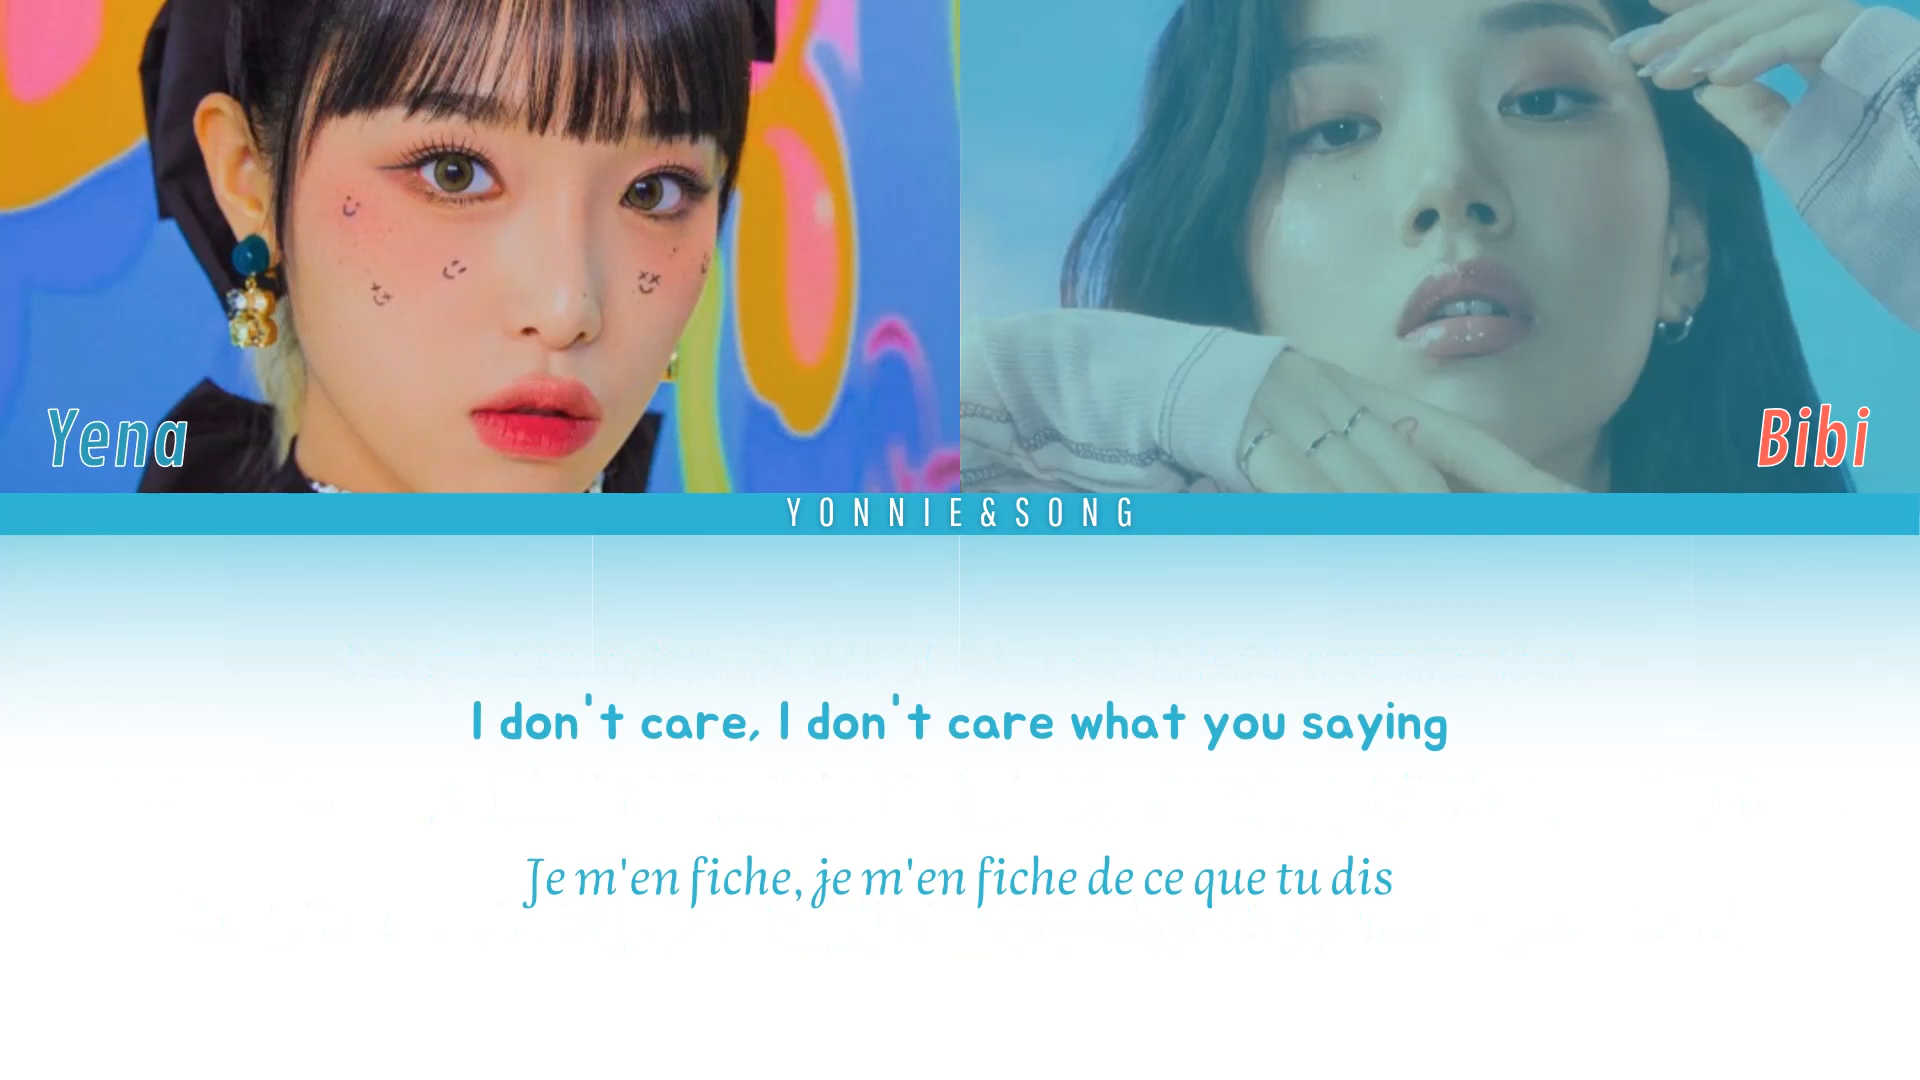 Yena
Bibi
YONNIE&SONG
I don't care, I don't care what you saying
Je m'en fiche, je m'en fiche de ce que tu dis